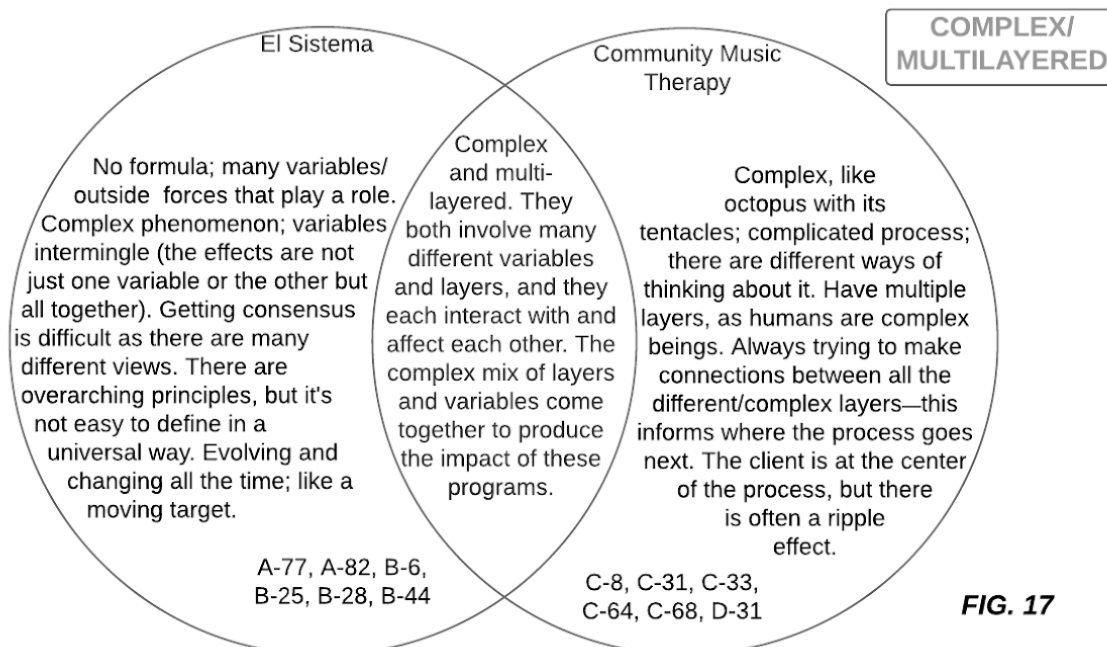 El Sistema
No formula; many variables/
outside forces that play a role.
Complex phenomenon; variables
intermingle (the effects are not
just one variable or the other but
all together). Getting consensus
is difficult as there are many
different views. There are
overarching principles, but it's
not easy to define in a
universal way. Evolving and
changing all the time; like a
moving target.
A-77, A-82, B-6,
B-25, B-28, B-44
Complex
and multi-
layered. They
both involve many
different variables
and layers, and they
each interact with and
affect each other. The
complex mix of layers
and variables come
together to produce
the impact of these
programs.
Community Music
Therapy
Complex, like
octopus with its
tentacles; complicated process;
there are different ways of
thinking about it. Have multiple
layers, as humans are complex
beings. Always trying to make
connections between all the
different/complex layers—this
informs where the process goes
next. The client is at the center
of the process, but there
is often a ripple
effect.
C-8, C-31, C-33,
C-64, C-68, D-31
COMPLEX/
MULTILAYERED
FIG. 17